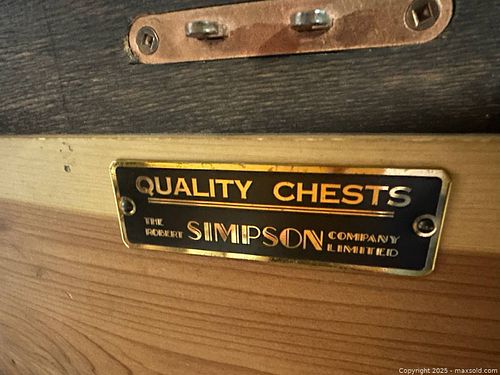 QUALITY CHESTS
THE ROBERT SIMPSON COMPANY LIMITED
Copyright 2025 - maxsold.com